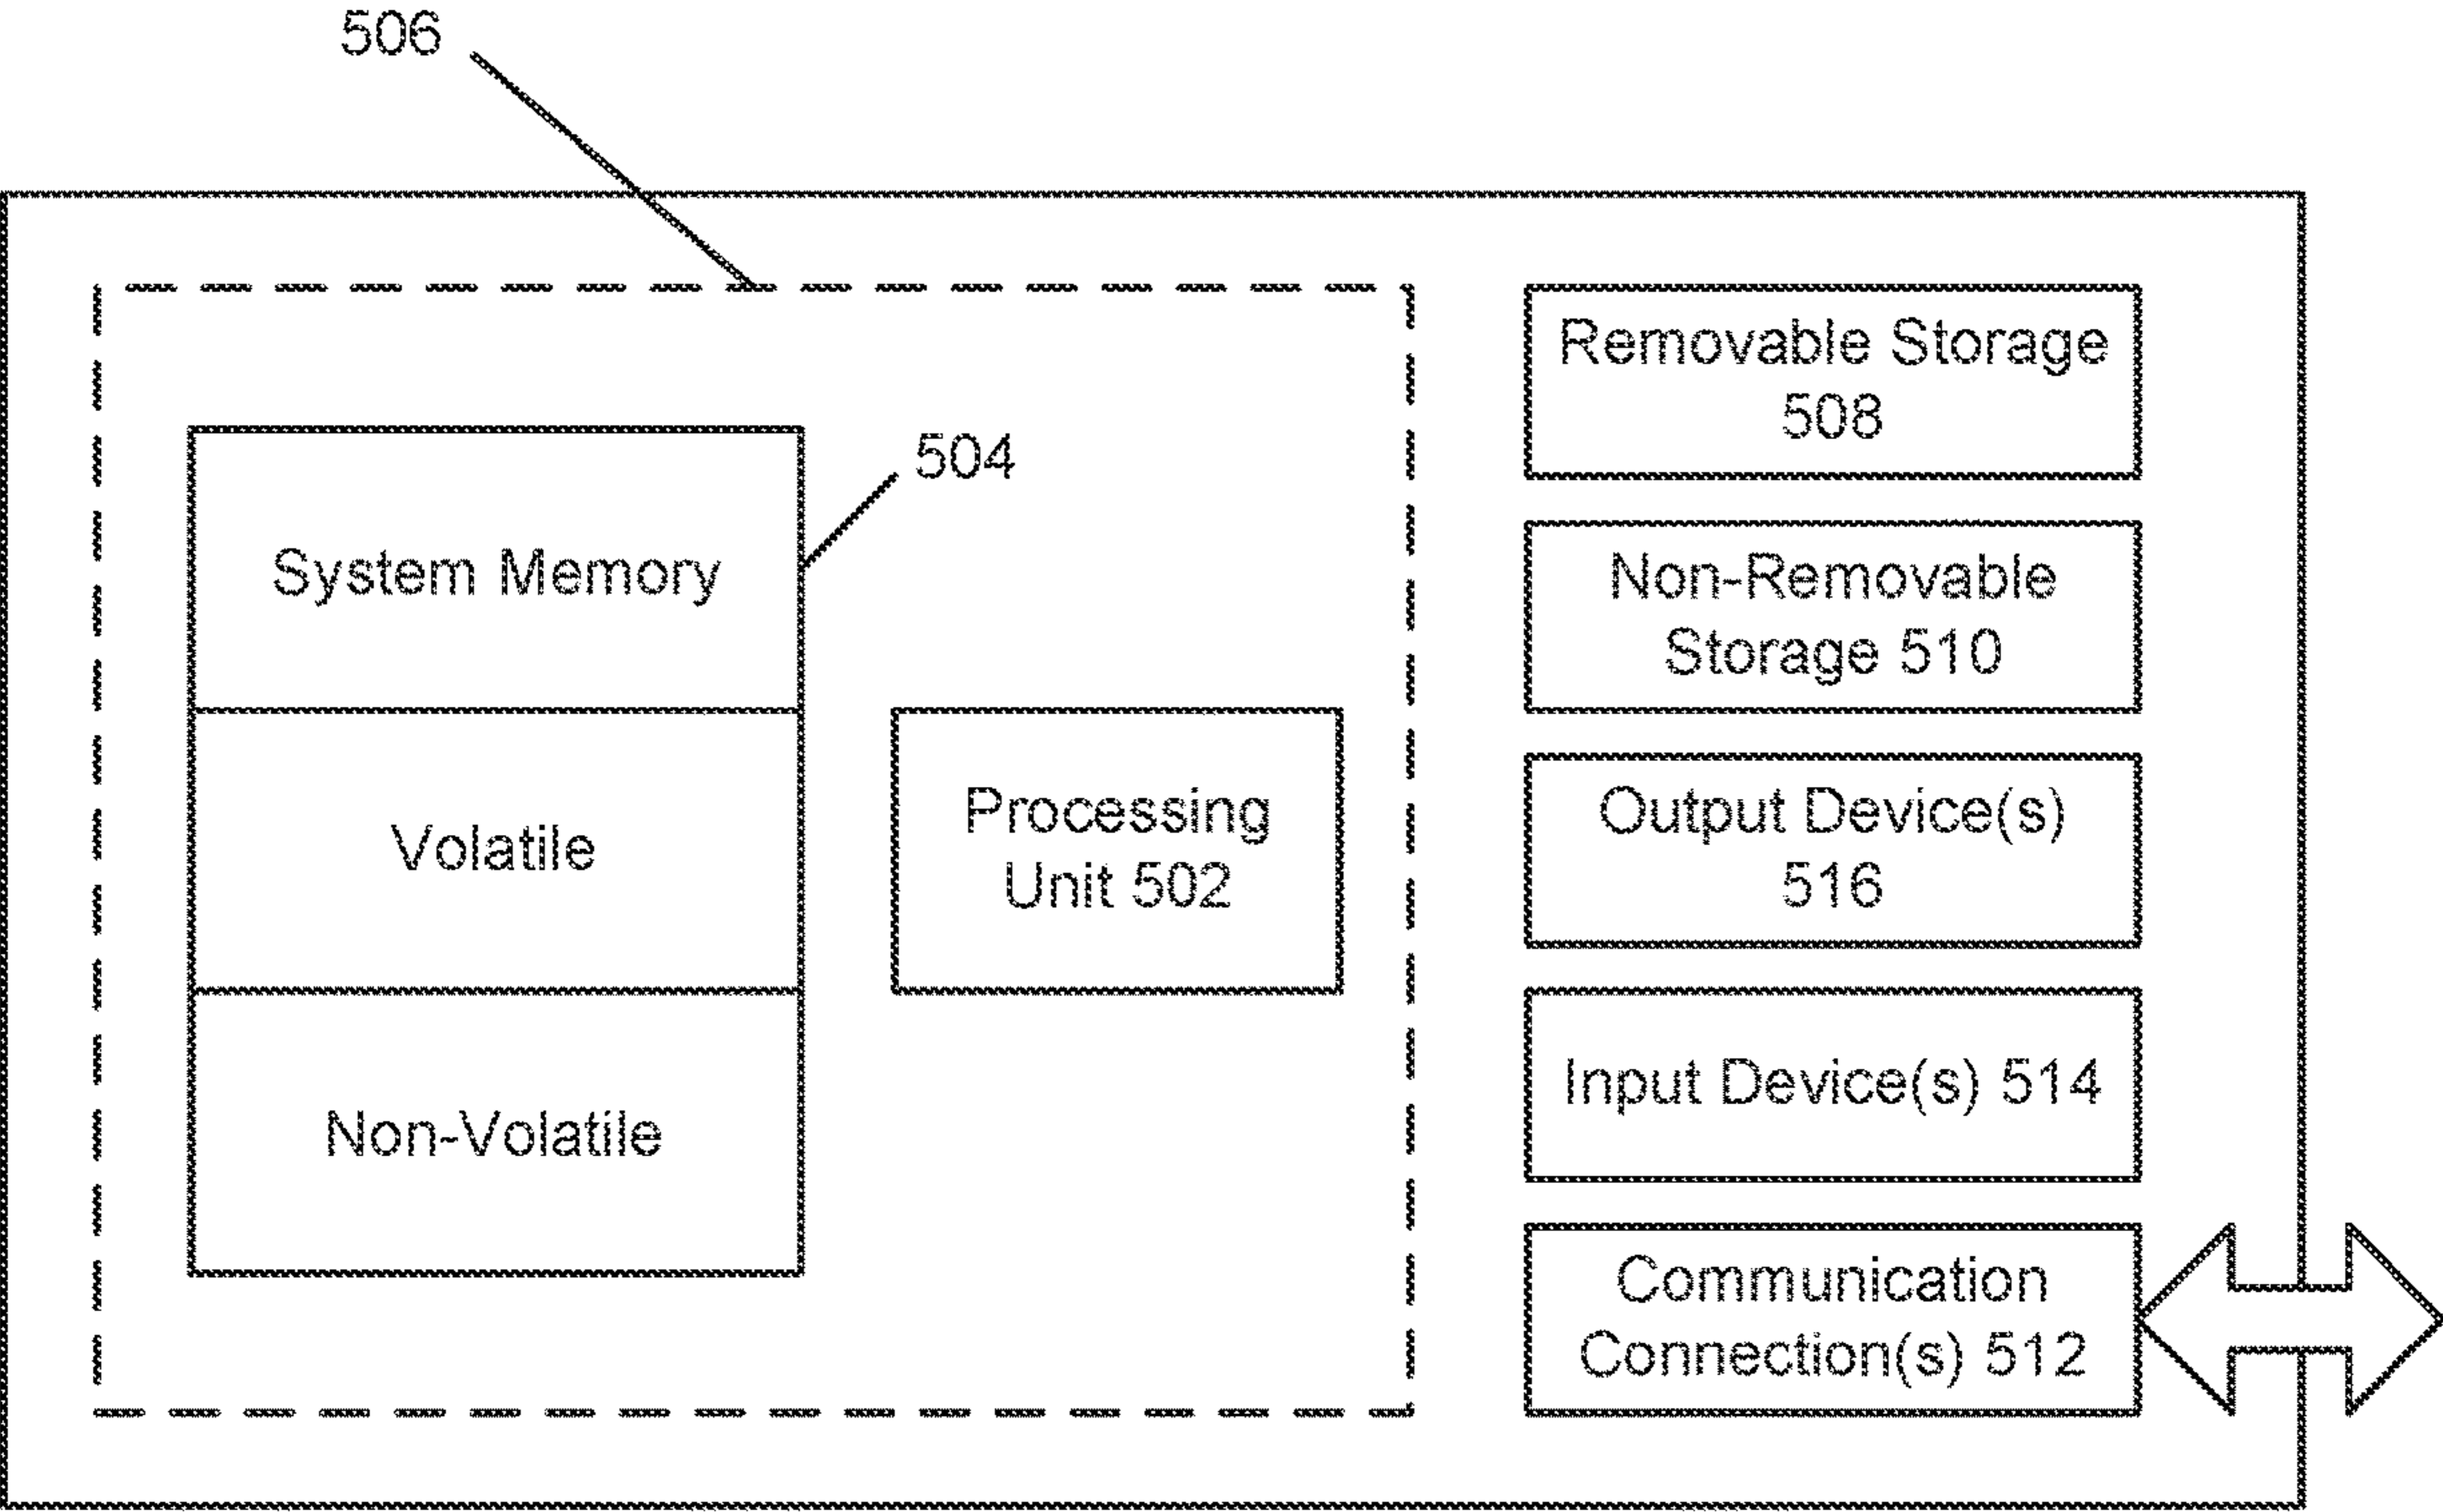 506
504
System Memory
Volatile
Non-Volatile
Processing
Unit 502
Removable Storage
508
Non-Removable
Storage 510
Output Device(s)
516
Input Device(s) 514
Communication
Connection(s) 512